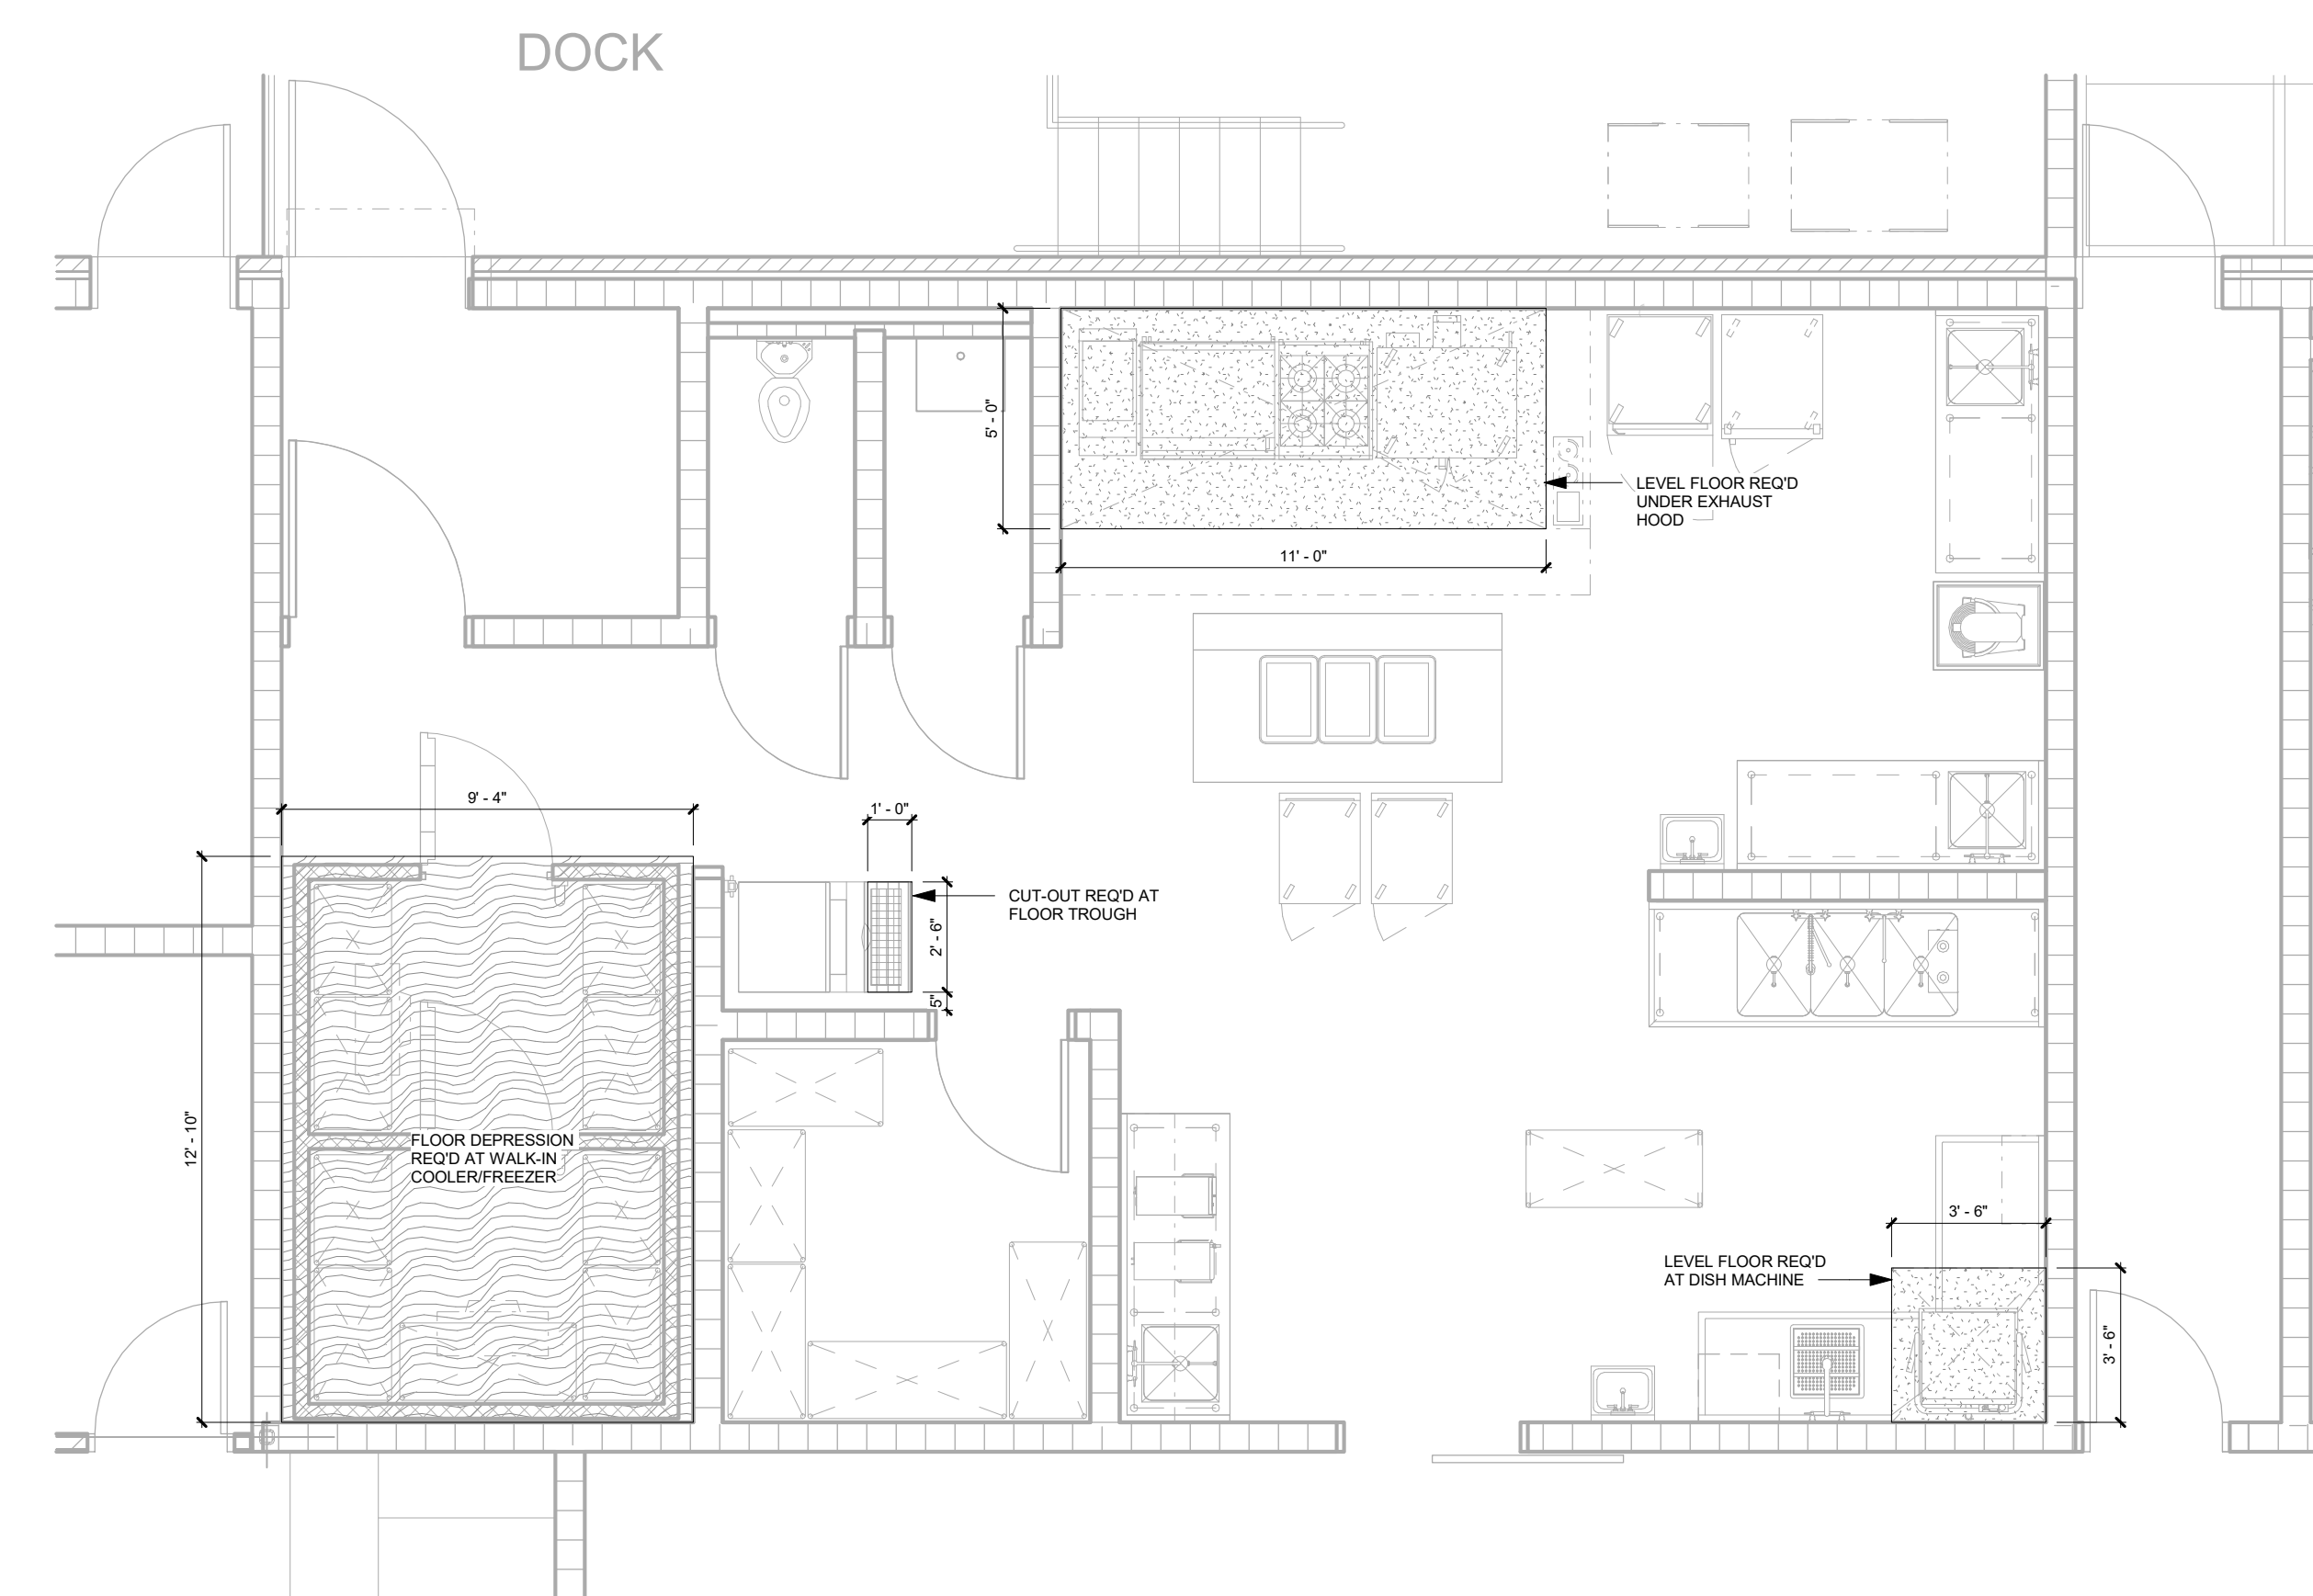 DOCK
5' - 0"
LEVEL FLOOR REQ'D
UNDER EXHAUST
HOOD
11' - 0"
9' - 4"
1' - 0"
CUT-OUT REQ'D AT
FLOOR TROUGH
2' - 6"
5"
12' - 10"
FLOOR DEPRESSION
REQ'D AT WALK-IN
COOLER/FREEZER
3' - 6"
LEVEL FLOOR REQ'D
AT DISH MACHINE
3' - 6"